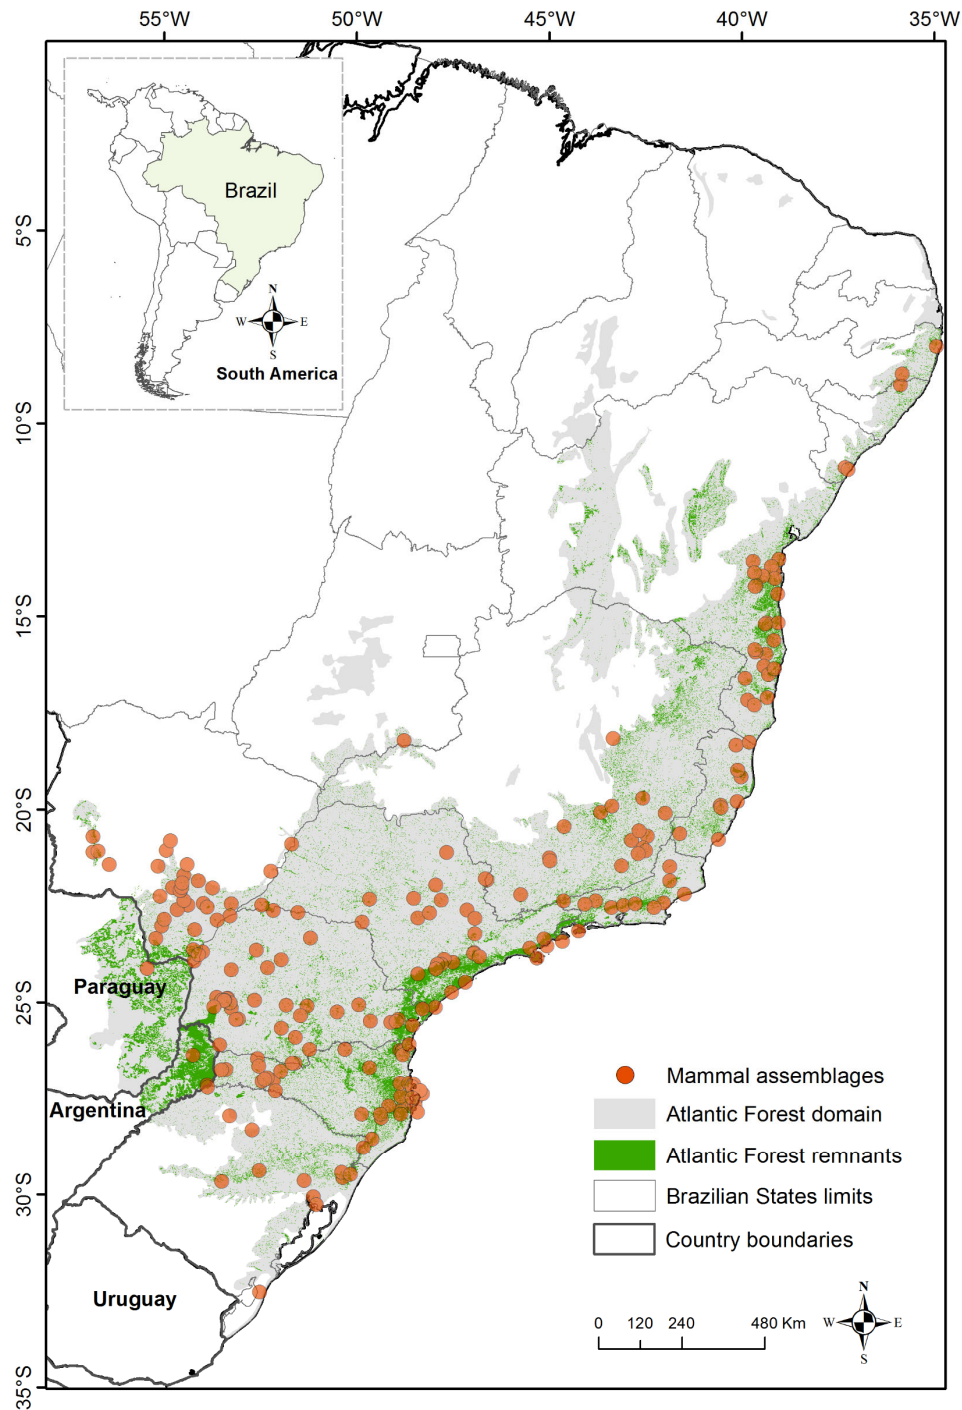 55°W 50°W 45°W 40°W 35°W
Brazil
N
W E
S
South America
5°S
10°S
15°S
20°S
25°S
30°S
35°S
Paraguay
Argentina
Uruguay
Mammal assemblages
Atlantic Forest domain
Atlantic Forest remnants
Brazilian States limits
Country boundaries
0 120 240 480 Km
N
W E
S